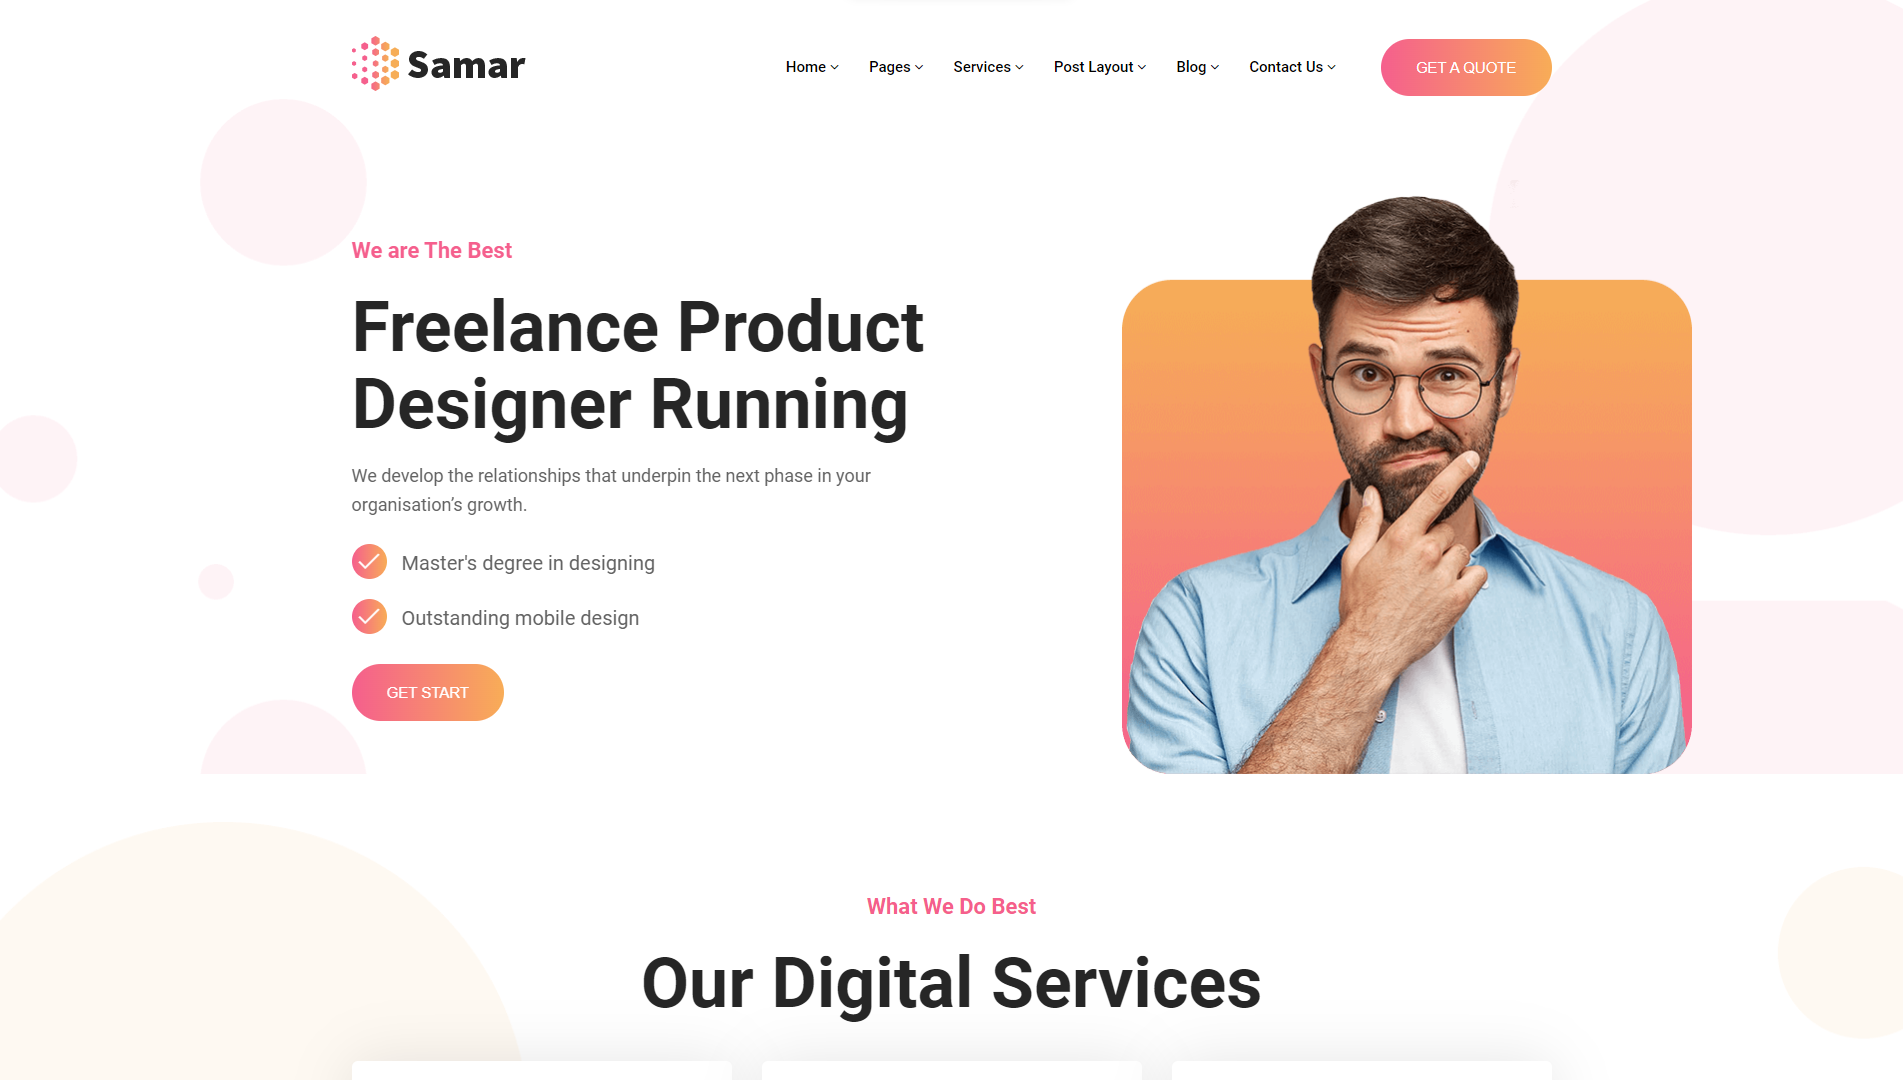 Samar
Home
Pages
Services
Post Layout
Blog
Contact Us
GET A QUOTE
We are The Best
Freelance Product
Designer Running
We develop the relationships that underpin the next phase in your
organisation’s growth.
Master's degree in designing
Outstanding mobile design
GET START
What We Do Best
Our Digital Services